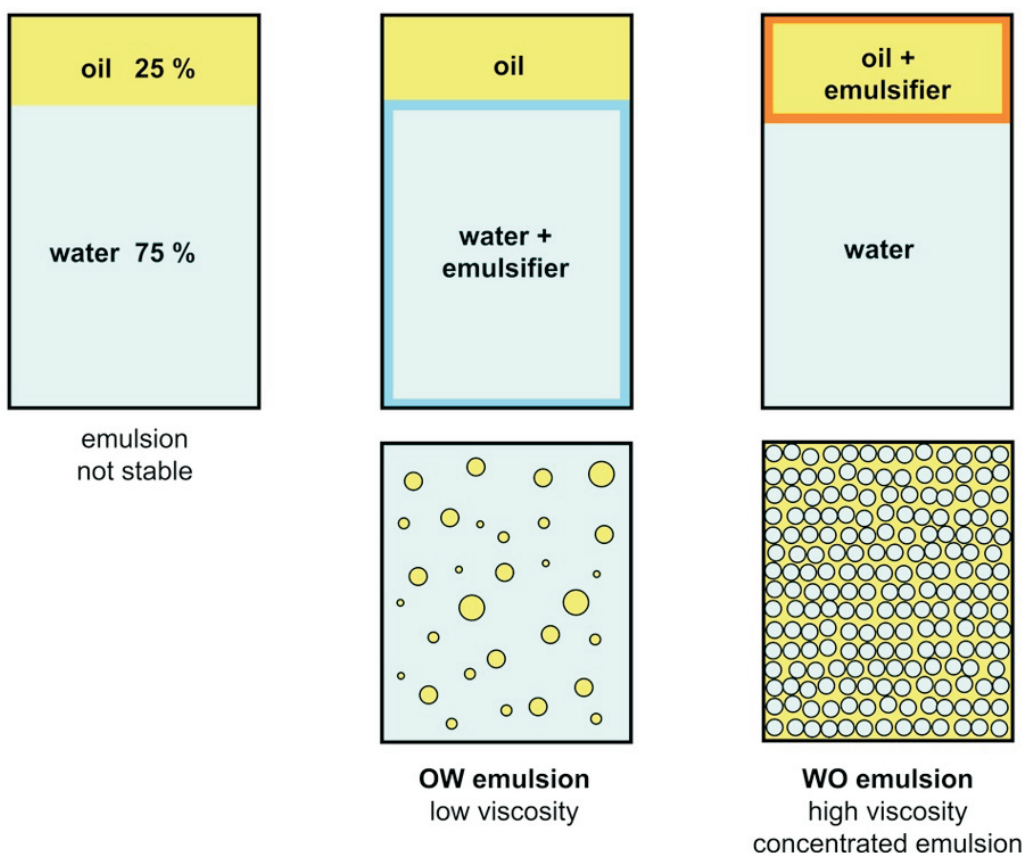 oil 25 %
water 75 %
emulsion
not stable
oil
water +
emulsifier
OW emulsion
low viscosity
oil +
emulsifier
water
WO emulsion
high viscosity
concentrated emulsion